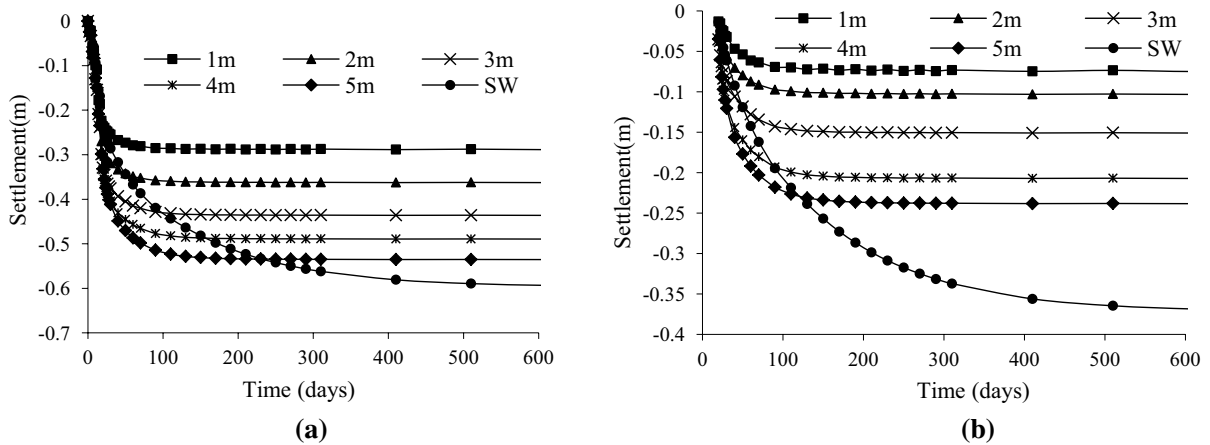 0
-0.1
-0.2
-0.3
-0.4
-0.5
-0.6
-0.7
Settlement(m)
1m 2m 3m
4m 5m SW
0 100 200 300 400 500 600
Time (days)
(a)
0
-0.05
-0.1
-0.15
-0.2
-0.25
-0.3
-0.35
-0.4
Settlement(m)
1m 2m 3m
4m 5m SW
0 100 200 300 400 500 600
Time (days)
(b)